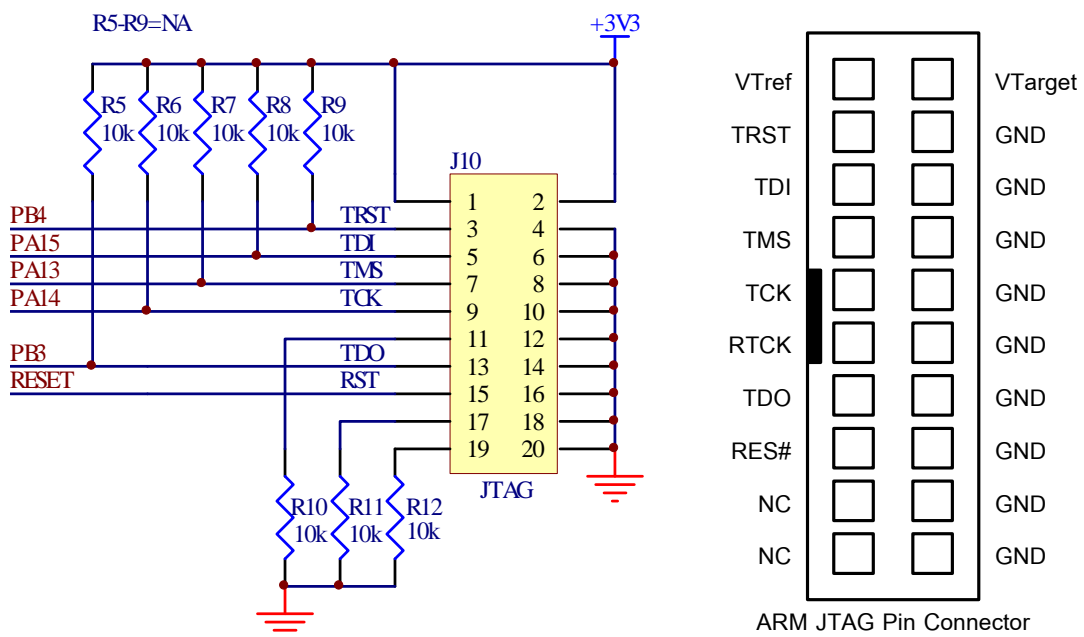 R5-R9=NA
+3V3
R5
10k
R6
10k
R7
10k
R8
10k
R9
10k
J10
1 2
PB4 TRST 3 4
PA15 TDI 5 6
PA13 TMS 7 8
PA14 TCK 9 10
11 12
PB3 TDO 13 14
RESET RST 15 16
17 18
19 20
JTAG
R10
10k
R11
10k
R12
10k
VTref VTarget
TRST GND
TDI GND
TMS GND
TCK GND
RTCK GND
TDO GND
RES# GND
NC GND
NC GND
ARM JTAG Pin Connector